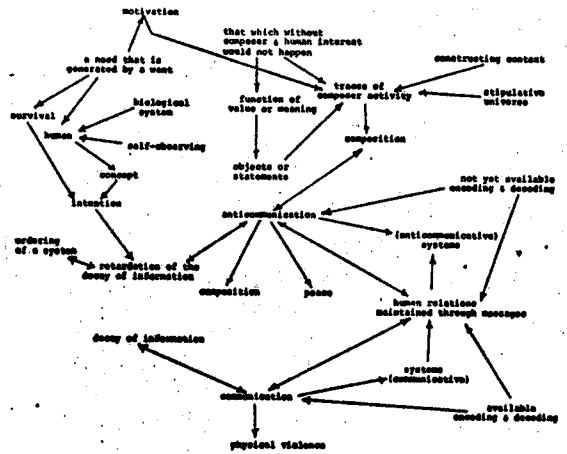 motivation
that which without
composer & human interest
would not happen
a need that is
generated by a want
constructing context
traces of
composer activity
stipulative
universe
function of
value or meaning
biological
system
survival
human
self-observing
composition
concept
objects or
statements
not yet available
encoding & decoding
intention
anticommunication
(anticommunicative)
systems
ordering
of a system
retardation of the
decay of information
composition
peace
human relations
maintained through messages
decay of information
systems
(communicative)
communication
available
encoding & decoding
physical violence